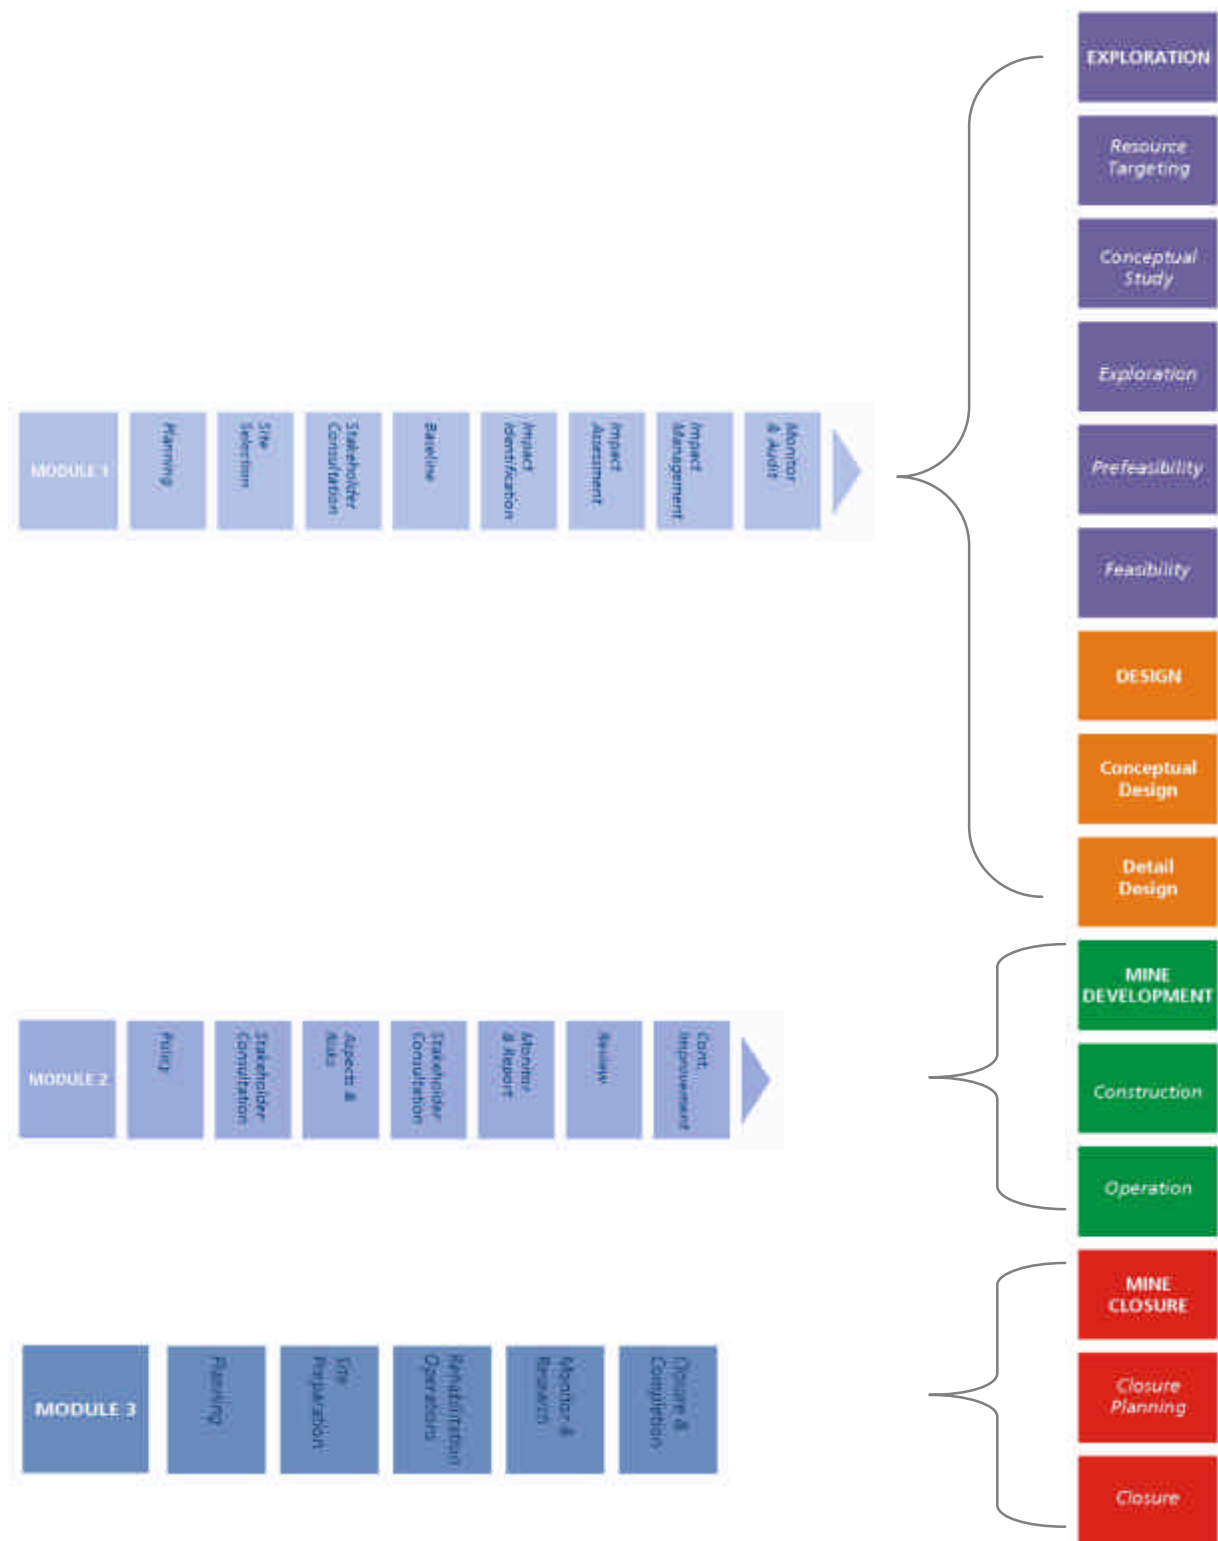 EXPLORATION
Resource
Targeting
Conceptual
Study
Exploration
Prefeasibility
Feasibility
DESIGN
Conceptual
Design
Detail
Design
MINE
DEVELOPMENT
Construction
Operation
MINE
CLOSURE
Closure
Planning
Closure
MODULE 1
Planning
Site
Selection
Stakeholder
Consultation
Baseline
Impact
Identification
Impact
Assessment
Impact
Management
Monitor
& Audit
MODULE 2
Policy
Stakeholder
Consultation
Aspects &
Risks
Stakeholder
Consultation
Monitor
& Report
Review
Cont.
Improvement
MODULE 3
Planning
Site
Preparation
Rehabilitation
Operations
Monitor &
Research
Closure &
Completion